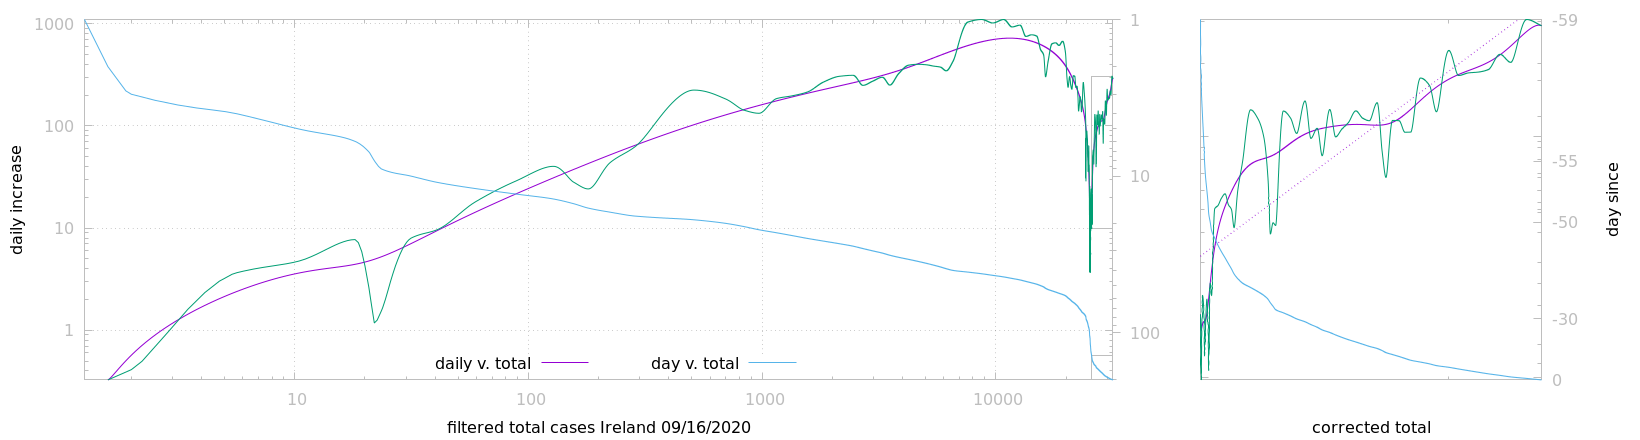 1000
100
10
1
daily increase
10
100
1000
10000
1
10
100
daily v. total
day v. total
filtered total cases Ireland 09/16/2020
-59
-55
-50
-30
0
day since
corrected total